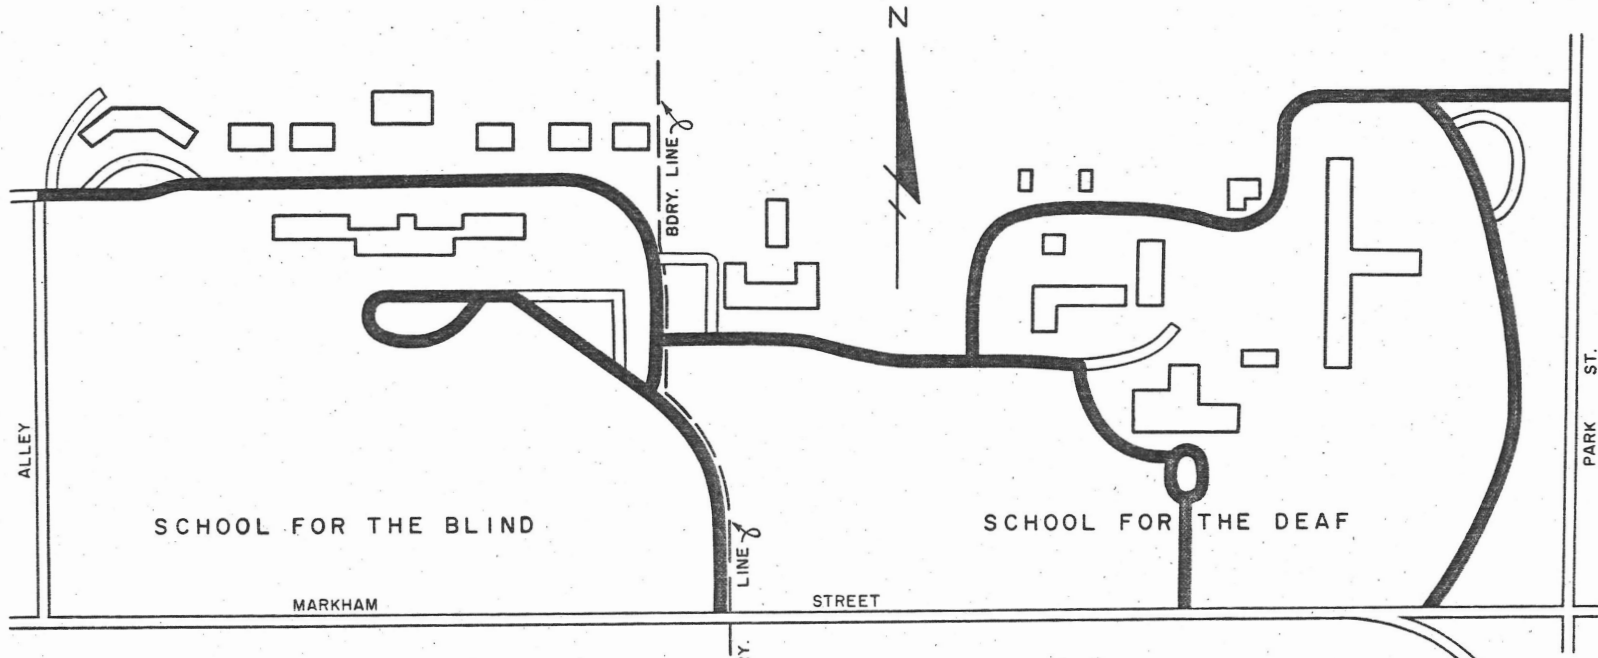 N
BDRY. LINE
ALLEY
PARK ST.
SCHOOL FOR THE BLIND
SCHOOL FOR THE DEAF
LINE
MARKHAM STREET
Y.